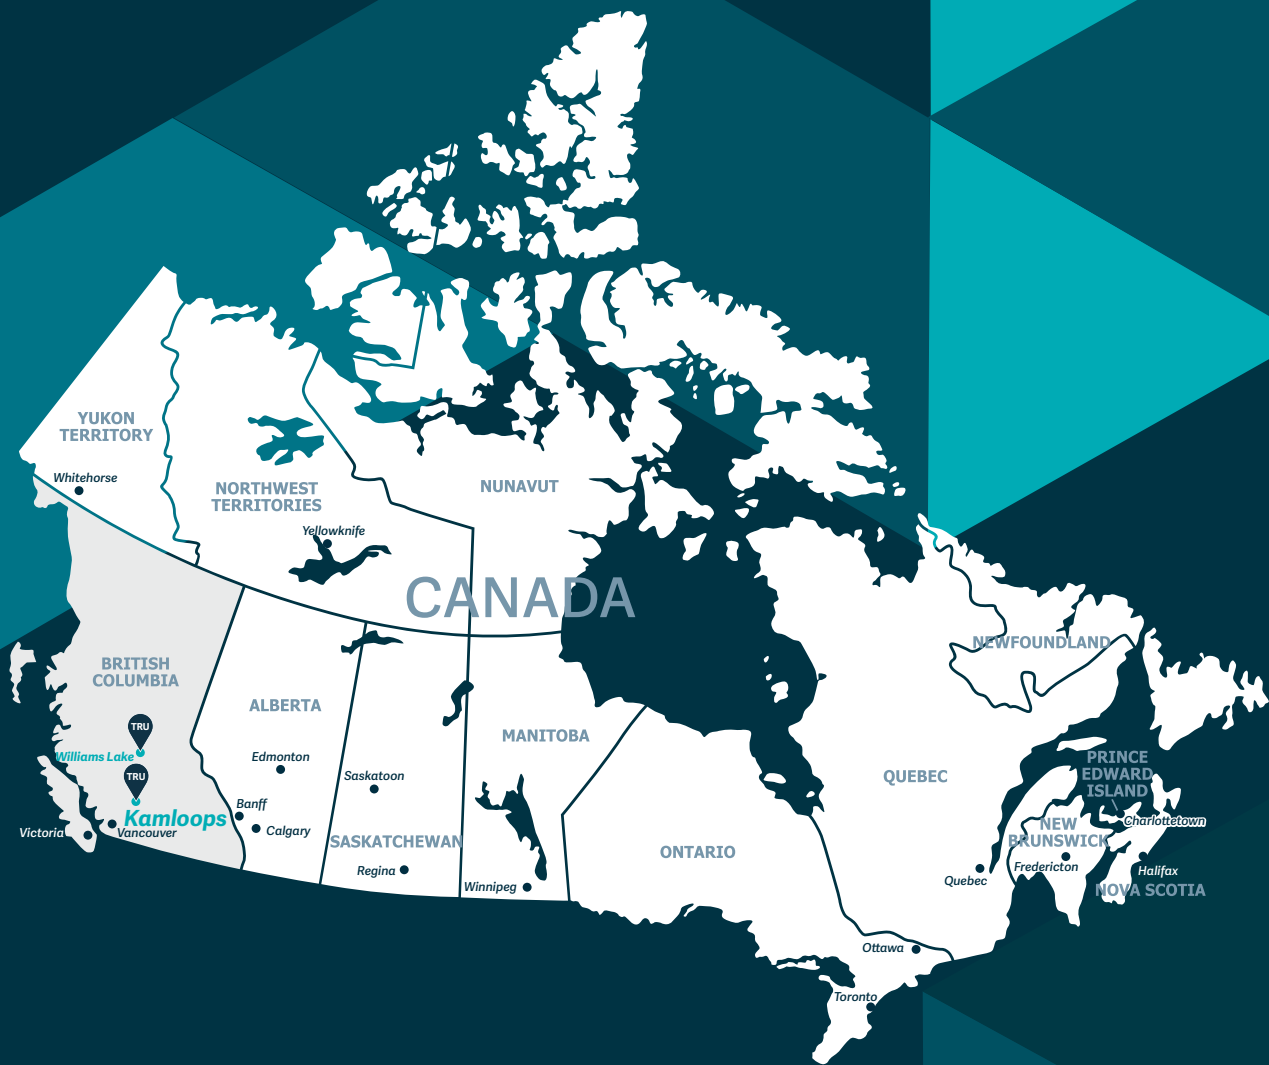 YUKON
TERRITORY
Whitehorse
NORTHWEST
TERRITORIES
Yellowknife
NUNAVUT
CANADA
BRITISH
COLUMBIA
TRU
Williams Lake
TRU
Kamloops
Victoria
Vancouver
ALBERTA
Edmonton
Banff
Calgary
Saskatoon
SASKATCHEWAN
Regina
MANITOBA
Winnipeg
ONTARIO
Ottawa
Toronto
QUEBEC
Quebec
NEWFOUNDLAND
PRINCE
EDWARD
ISLAND
Charlottetown
NEW
BRUNSWICK
Fredericton
Halifax
NOVA SCOTIA